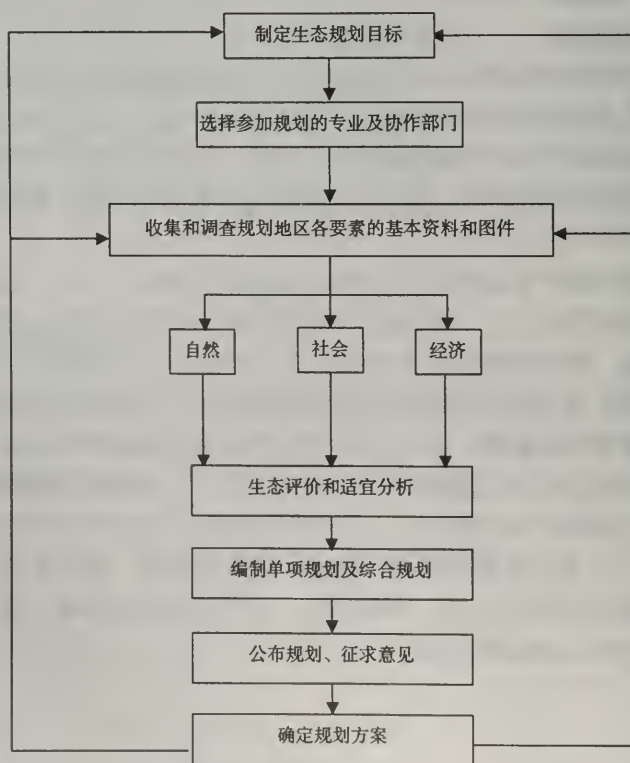 制定生态规划目标
选择参加规划的专业及协作部门
收集和调查规划地区各要素的基本资料和图件
自然
社会
经济
生态评价和适宜分析
编制单项规划及综合规划
公布规划、征求意见
确定规划方案